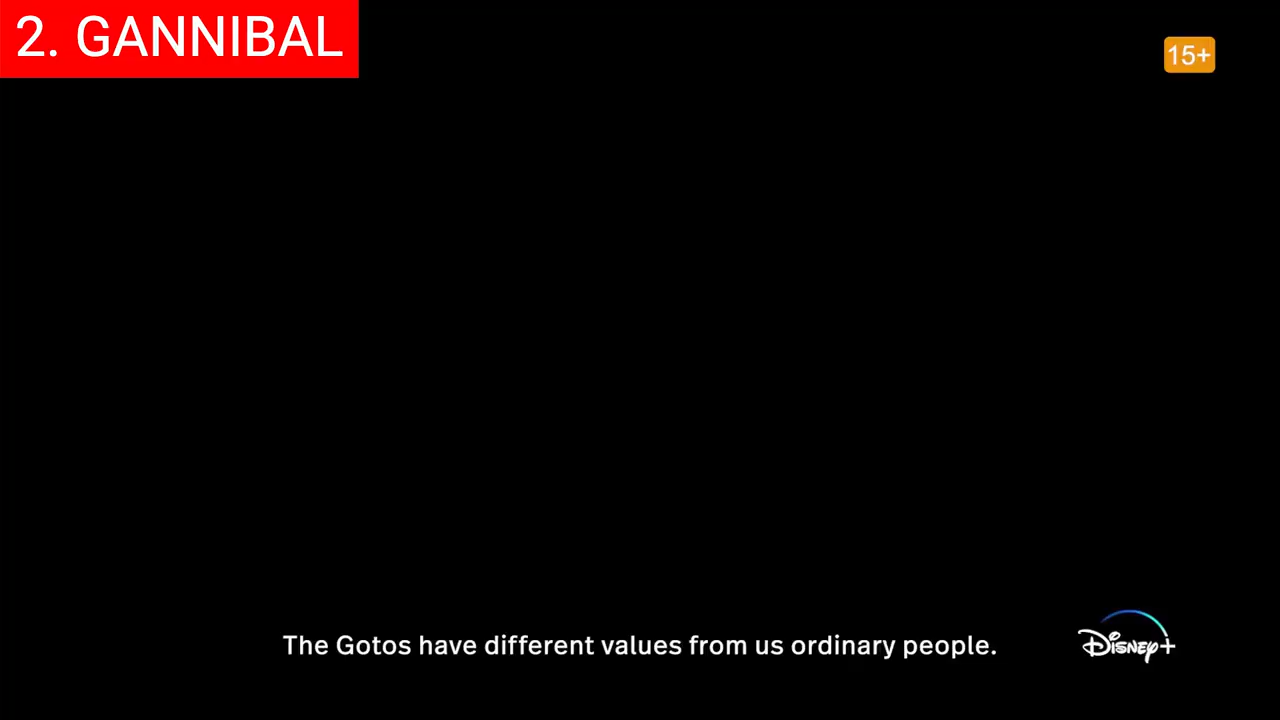 2. GANNIBAL
15+
The Gotos have different values from us ordinary people.
Disney+